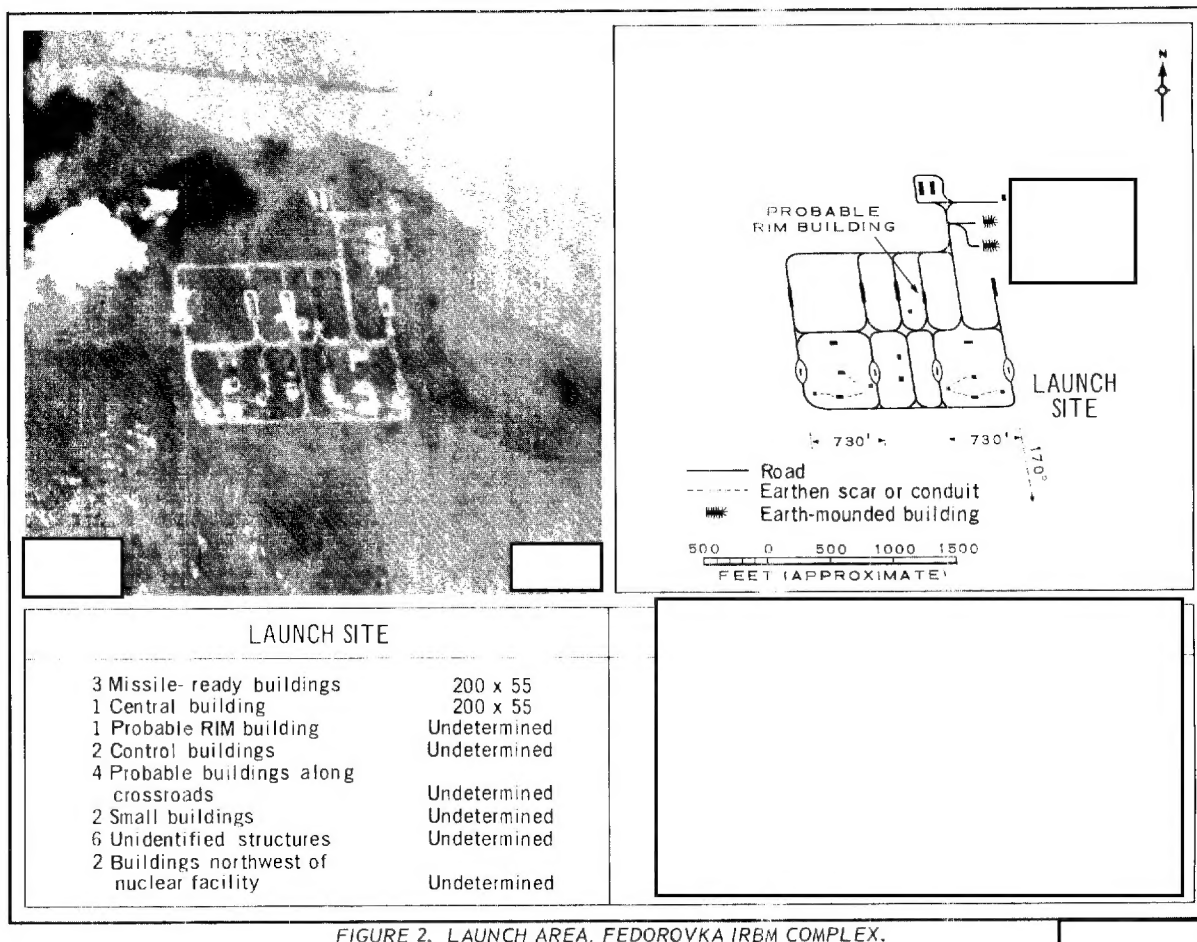 N
PROBABLE
RIM BUILDING
LAUNCH
SITE
730' 730'
170°
Road
Earthen scar or conduit
Earth-mounded building
500 0 500 1000 1500
FEET (APPROXIMATE)
LAUNCH SITE
3 Missile-ready buildings 200 x 55
1 Central building 200 x 55
1 Probable RIM building Undetermined
2 Control buildings Undetermined
4 Probable buildings along
crossroads Undetermined
2 Small buildings Undetermined
6 Unidentified structures Undetermined
2 Buildings northwest of
nuclear facility Undetermined
FIGURE 2. LAUNCH AREA, FEDOROVKA IRBM COMPLEX.